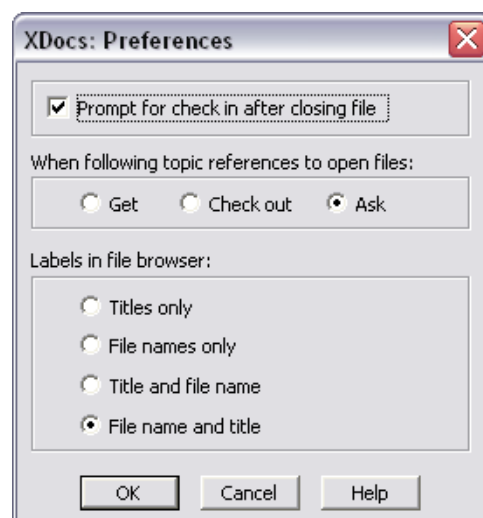 XDocs: Preferences
Prompt for check in after closing file
When following topic references to open files:
Get Check out Ask
Labels in file browser:
Titles only
File names only
Title and file name
File name and title
OK Cancel Help